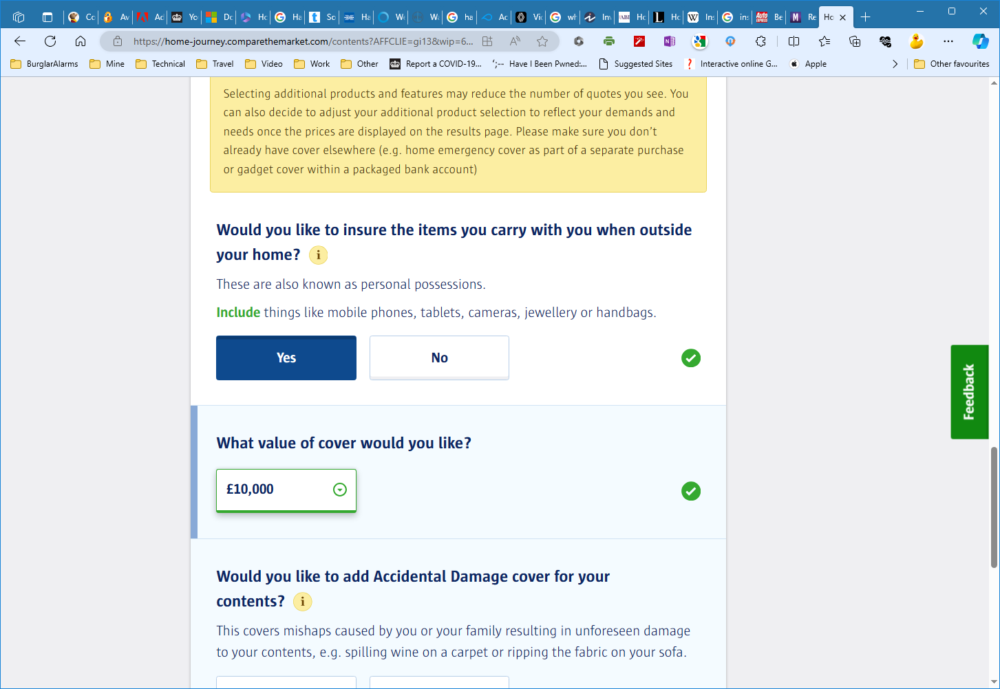 Cc
Av
Ad
Yo
Dc
Hc
Ha
So
Ha
We
Wa
ha
Ac
Vic
wh
Inv
Hc
Hc
Ins
ins
Be
Re
Hc
https://home-journey.comparethemarket.com/contents?AFFCLIE=gi13&wip=6...
BurglarAlarms
Mine
Technical
Travel
Video
Work
Other
Report a COVID-19...
Have I Been Pwned:...
Suggested Sites
Interactive online G...
Apple
Other favourites
Selecting additional products and features may reduce the number of quotes you see. You
can also decide to adjust your additional product selection to reflect your demands and
needs once the prices are displayed on the results page. Please make sure you don't
already have cover elsewhere (e.g. home emergency cover as part of a separate purchase
or gadget cover within a packaged bank account)
Would you like to insure the items you carry with you when outside
your home? i
These are also known as personal possessions.
Include things like mobile phones, tablets, cameras, jewellery or handbags.
Yes
No
Feedback
What value of cover would you like?
£10,000
Would you like to add Accidental Damage cover for your
contents? i
This covers mishaps caused by you or your family resulting in unforeseen damage
to your contents, e.g. spilling wine on a carpet or ripping the fabric on your sofa.